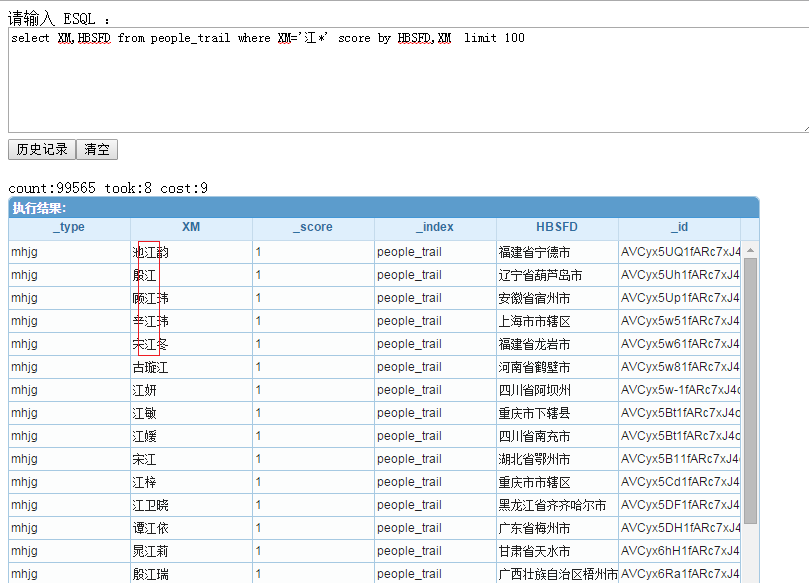 请输入 ESQL :
select XM,HBSFD from people_trail where XM='江*' score by HBSFD,XM limit 100
历史记录 清空
count:99565 took:8 cost:9
执行结果:
_type XM _score _index HBSFD _id
mhjg 池江韵 1 people_trail 福建省宁德市 AVCyx5UQ1fARc7xJ4
mhjg 殷江 1 people_trail 辽宁省葫芦岛市 AVCyx5Uh1fARc7xJ4
mhjg 顾江玮 1 people_trail 安徽省宿州市 AVCyx5Up1fARc7xJ4
mhjg 辛江玮 1 people_trail 上海市市辖区 AVCyx5w51fARc7xJ4
mhjg 宋江冬 1 people_trail 福建省龙岩市 AVCyx5w61fARc7xJ4
mhjg 古璇江 1 people_trail 河南省鹤壁市 AVCyx5w81fARc7xJ4
mhjg 江妍 1 people_trail 四川省阿坝州 AVCyx5w-1fARc7xJ4c
mhjg 江敏 1 people_trail 重庆市下辖县 AVCyx5Bt1fARc7xJ4c
mhjg 江媛 1 people_trail 四川省南充市 AVCyx5Bt1fARc7xJ4c
mhjg 宋江 1 people_trail 湖北省鄂州市 AVCyx5B11fARc7xJ4
mhjg 江梓 1 people_trail 重庆市市辖区 AVCyx5Cd1fARc7xJ4
mhjg 江卫晓 1 people_trail 黑龙江省齐齐哈尔市 AVCyx5DF1fARc7xJ4
mhjg 谭江依 1 people_trail 广东省梅州市 AVCyx5DH1fARc7xJ4
mhjg 晁江莉 1 people_trail 甘肃省天水市 AVCyx6hH1fARc7xJ4
mhjg 殷江瑞 1 people_trail 广西壮族自治区梧州市 AVCyx6Ra1fARc7xJ4